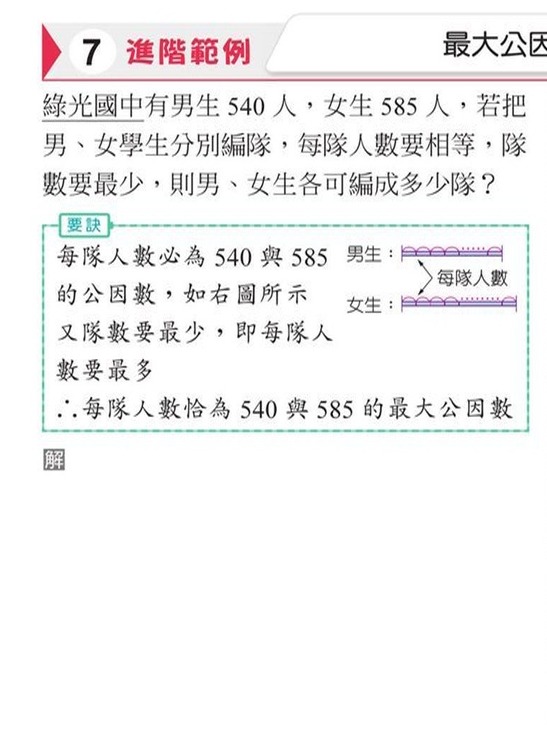 7 進階範例
最大公因
綠光國中有男生 540 人，女生 585 人，若把
男、女學生分別編隊，每隊人數要相等，隊
數要最少，則男、女生各可編成多少隊？
要訣
每隊人數必為 540 與 585
的公因數，如右圖所示
又隊數要最少，即每隊人
數要最多
∴每隊人數恰為 540 與 585 的最大公因數
男生：
每隊人數
女生：
解